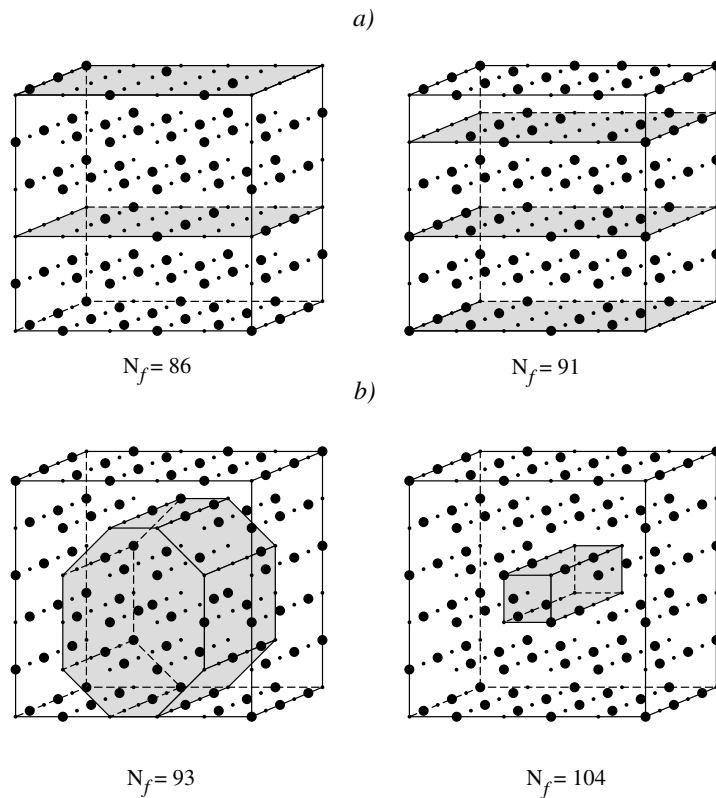 a)
N_f = 86
N_f = 91
b)
N_f = 93
N_f = 104